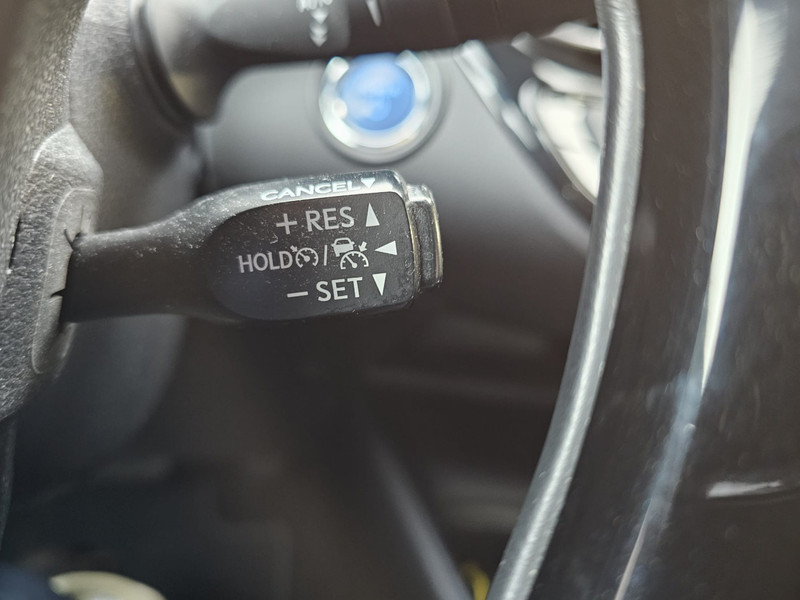 CANCEL
+ RES
HOLD /
− SET